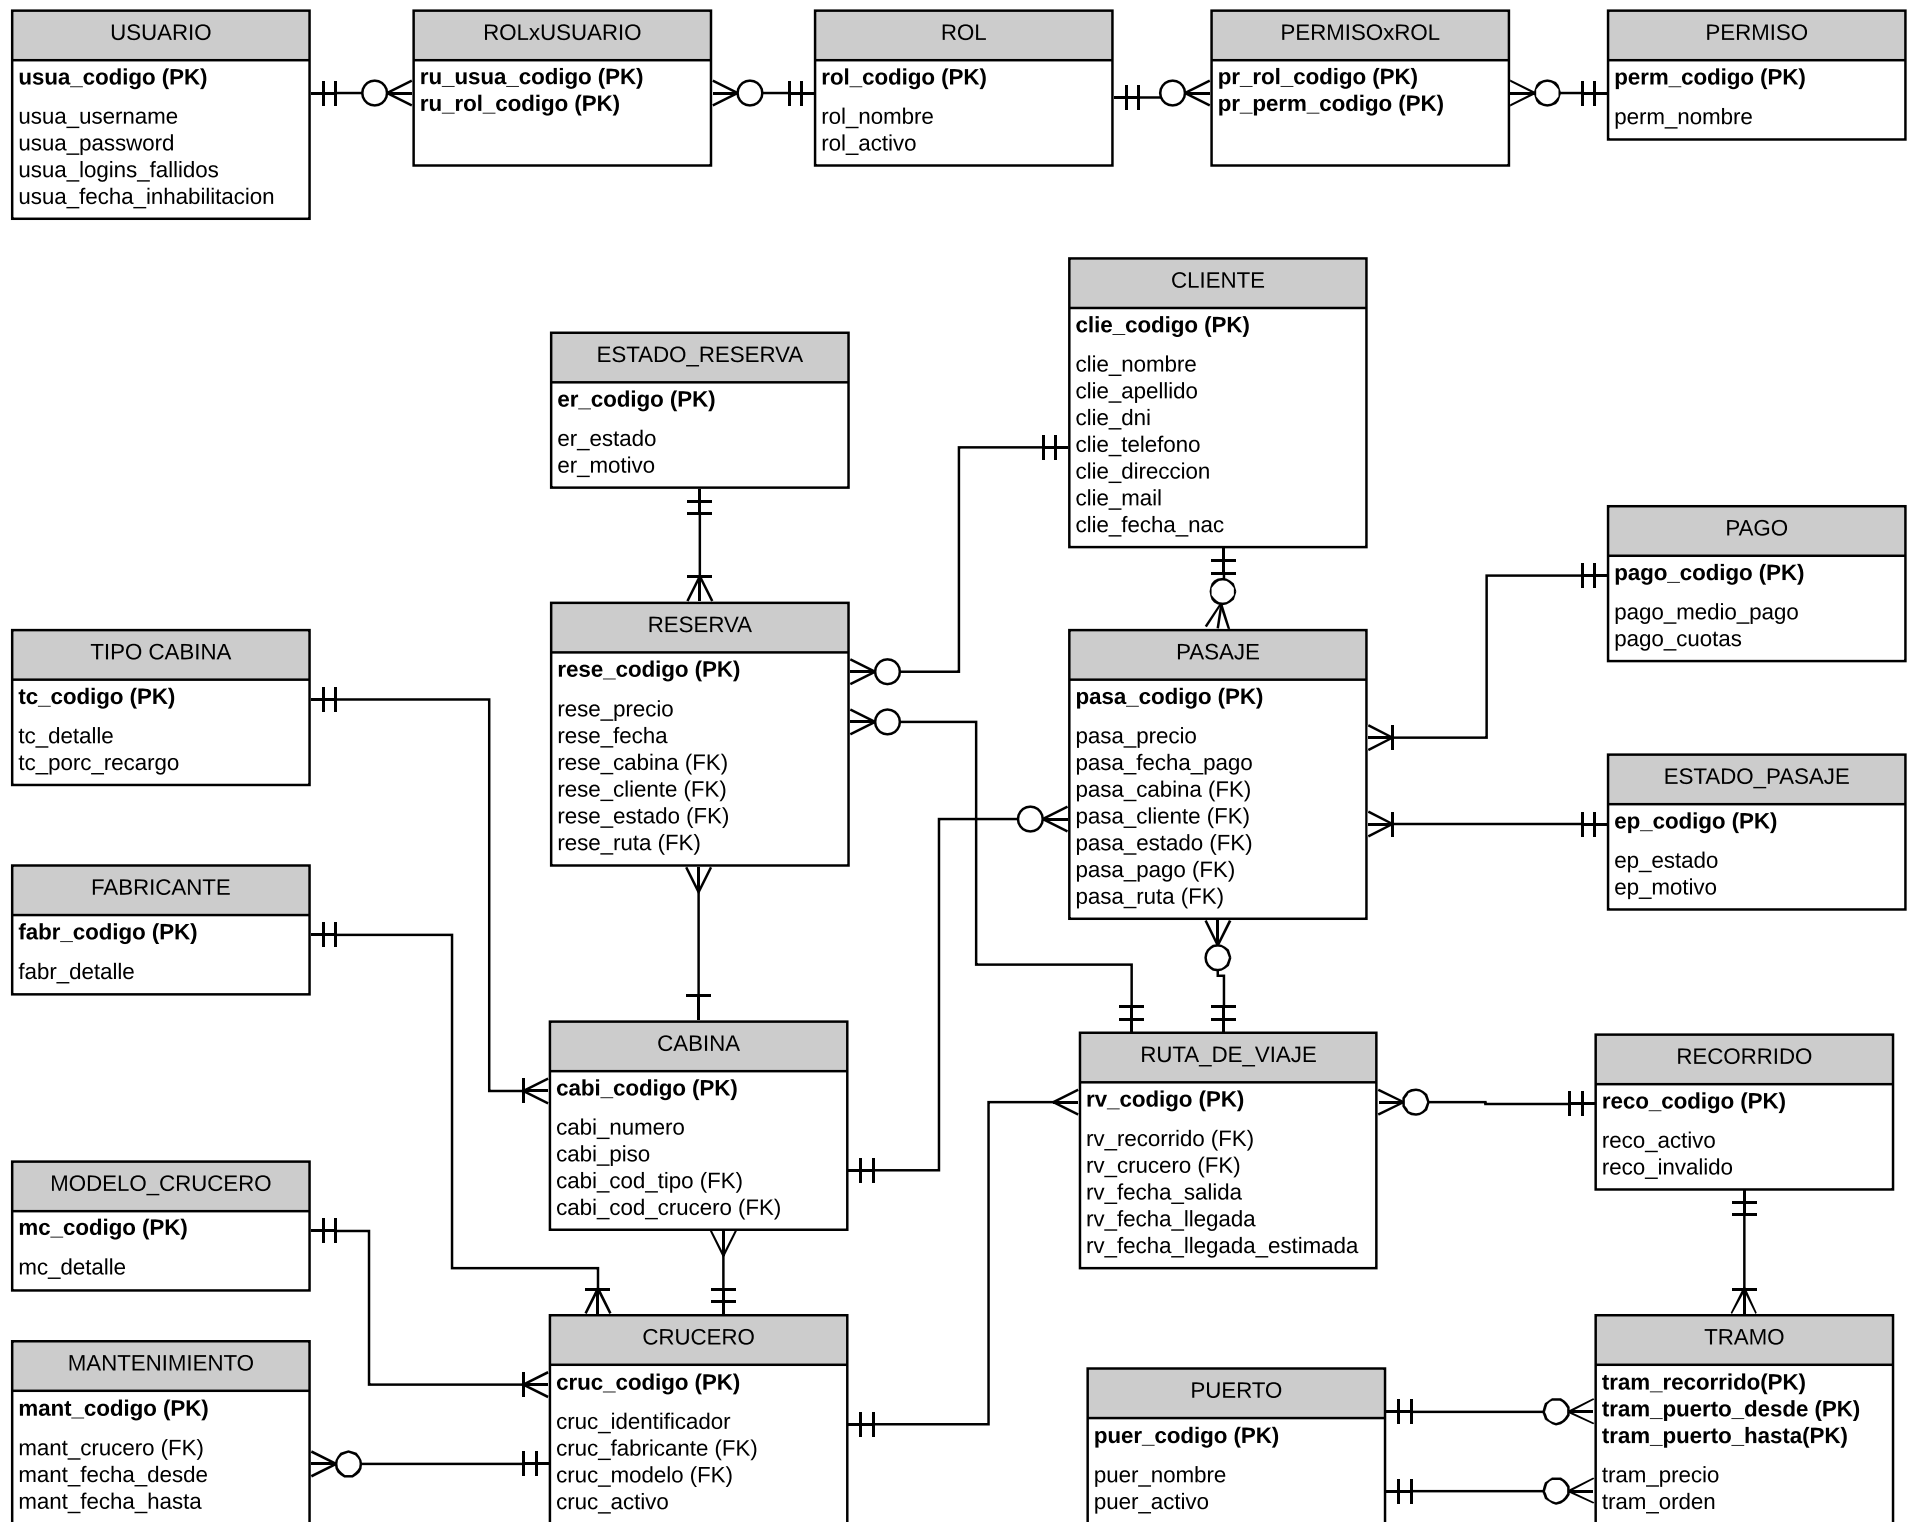 USUARIO
usua_codigo (PK)
usua_username
usua_password
usua_logins_fallidos
usua_fecha_inhabilitacion
ROLxUSUARIO
ru_usua_codigo (PK)
ru_rol_codigo (PK)
ROL
rol_codigo (PK)
rol_nombre
rol_activo
PERMISOxROL
pr_rol_codigo (PK)
pr_perm_codigo (PK)
PERMISO
perm_codigo (PK)
perm_nombre
CLIENTE
clie_codigo (PK)
clie_nombre
clie_apellido
clie_dni
clie_telefono
clie_direccion
clie_mail
clie_fecha_nac
ESTADO_RESERVA
er_codigo (PK)
er_estado
er_motivo
PAGO
pago_codigo (PK)
pago_medio_pago
pago_cuotas
TIPO CABINA
tc_codigo (PK)
tc_detalle
tc_porc_recargo
RESERVA
rese_codigo (PK)
rese_precio
rese_fecha
rese_cabina (FK)
rese_cliente (FK)
rese_estado (FK)
rese_ruta (FK)
PASAJE
pasa_codigo (PK)
pasa_precio
pasa_fecha_pago
pasa_cabina (FK)
pasa_cliente (FK)
pasa_estado (FK)
pasa_pago (FK)
pasa_ruta (FK)
ESTADO_PASAJE
ep_codigo (PK)
ep_estado
ep_motivo
FABRICANTE
fabr_codigo (PK)
fabr_detalle
CABINA
cabi_codigo (PK)
cabi_numero
cabi_piso
cabi_cod_tipo (FK)
cabi_cod_crucero (FK)
RUTA_DE_VIAJE
rv_codigo (PK)
rv_recorrido (FK)
rv_crucero (FK)
rv_fecha_salida
rv_fecha_llegada
rv_fecha_llegada_estimada
RECORRIDO
reco_codigo (PK)
reco_activo
reco_invalido
MODELO_CRUCERO
mc_codigo (PK)
mc_detalle
MANTENIMIENTO
mant_codigo (PK)
mant_crucero (FK)
mant_fecha_desde
mant_fecha_hasta
CRUCERO
cruc_codigo (PK)
cruc_identificador
cruc_fabricante (FK)
cruc_modelo (FK)
cruc_activo
PUERTO
puer_codigo (PK)
puer_nombre
puer_activo
TRAMO
tram_recorrido(PK)
tram_puerto_desde (PK)
tram_puerto_hasta(PK)
tram_precio
tram_orden